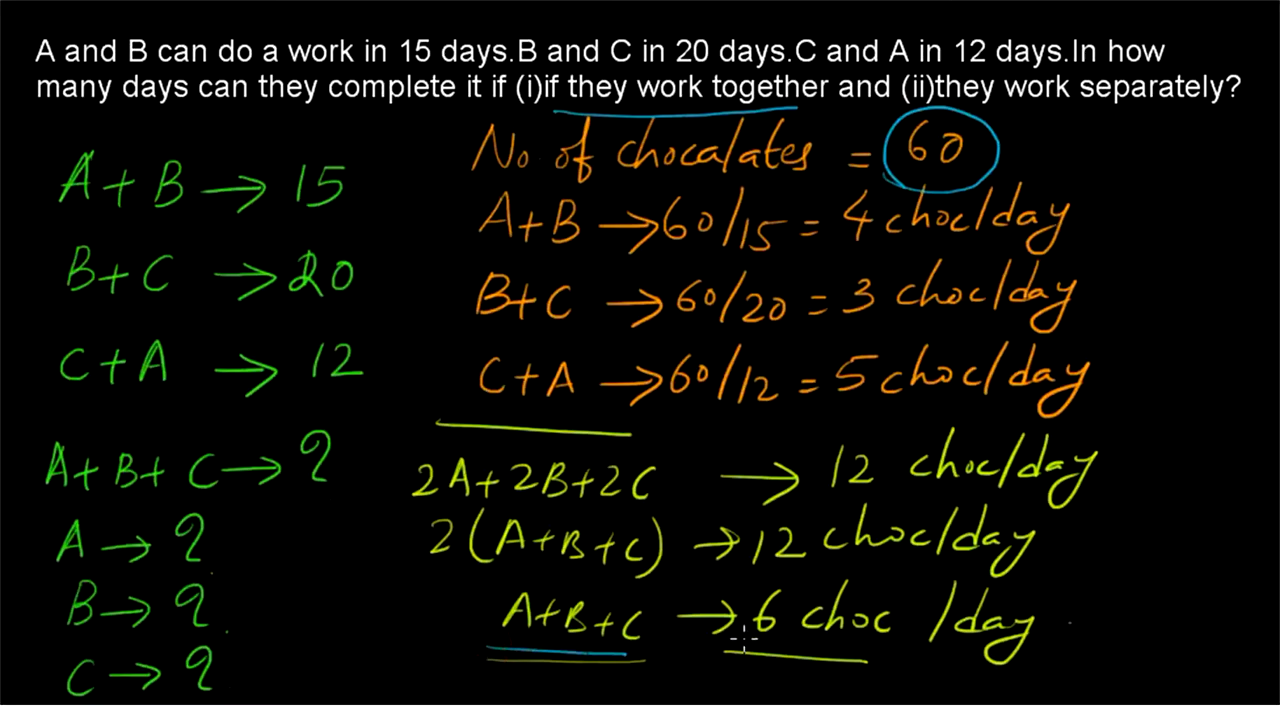 A and B can do a work in 15 days.B and C in 20 days.C and A in 12 days.In how
many days can they complete it if (i)if they work together and (ii)they work separately?
A+B → 15
B+C → 20
C+A → 12
A+B+C → ?
A → ?
B → ?
C → ?
No. of chocalates = 60
A+B → 60/15 = 4 choc/day
B+C → 60/20 = 3 choc/day
C+A → 60/12 = 5 choc/day
2A+2B+2C → 12 choc/day
2(A+B+C) → 12 choc/day
A+B+C → 6 choc /day